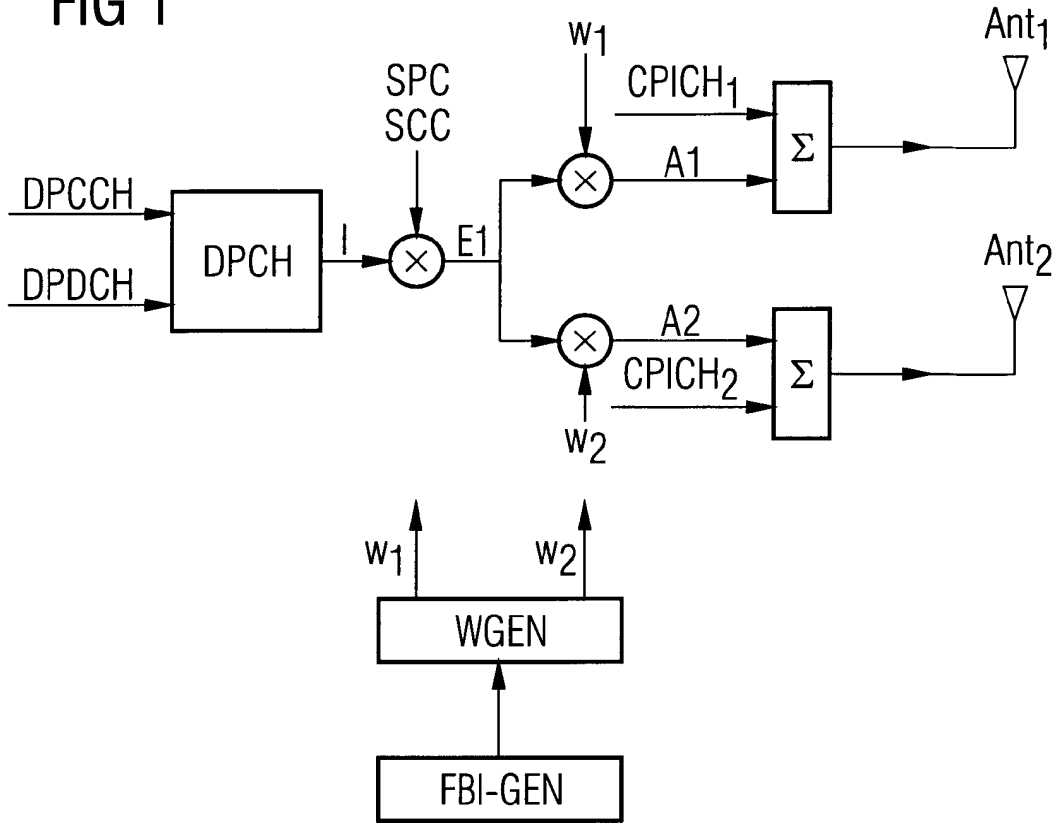 FIG 1
w1
Ant1
SPC
SCC
CPICH1
Σ
× A1
DPCCH
DPCH
I
×
E1
DPDCH
Ant2
× A2
CPICH2
Σ
w2
w1
w2
WGEN
FBI-GEN